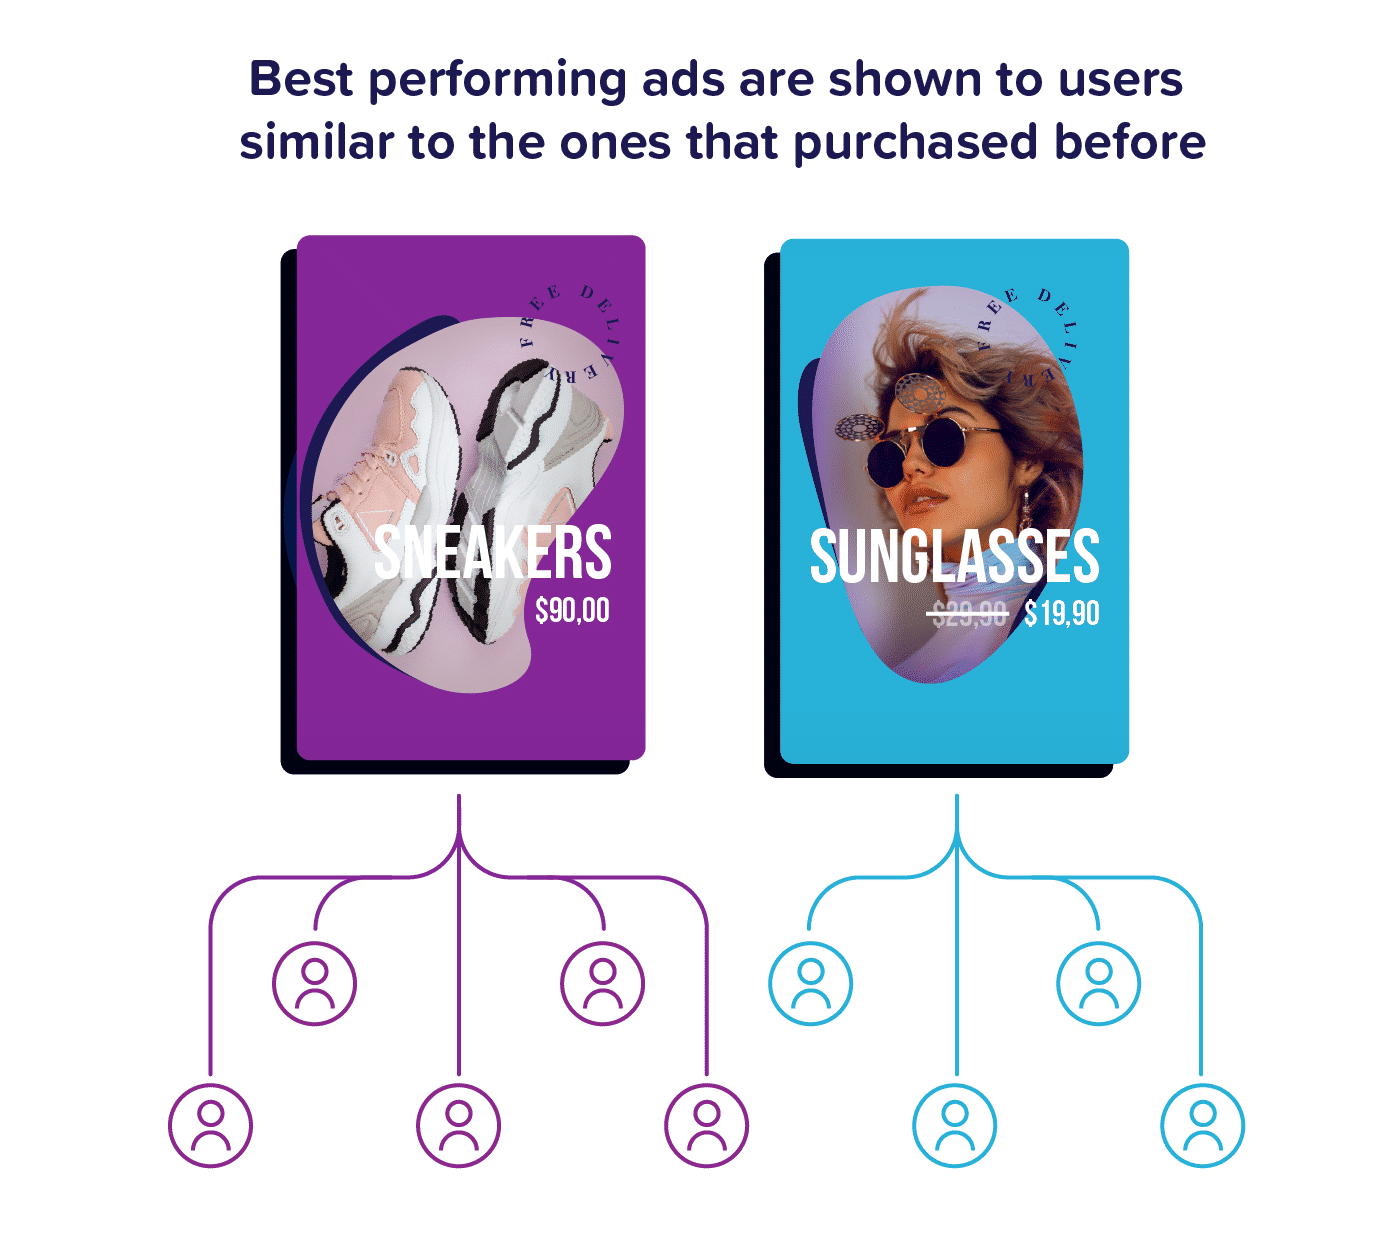 Best performing ads are shown to users
similar to the ones that purchased before
FREE DELIVERY
SNEAKERS
$90,00
FREE DELIVERY
SUNGLASSES
$29,90 $19,90